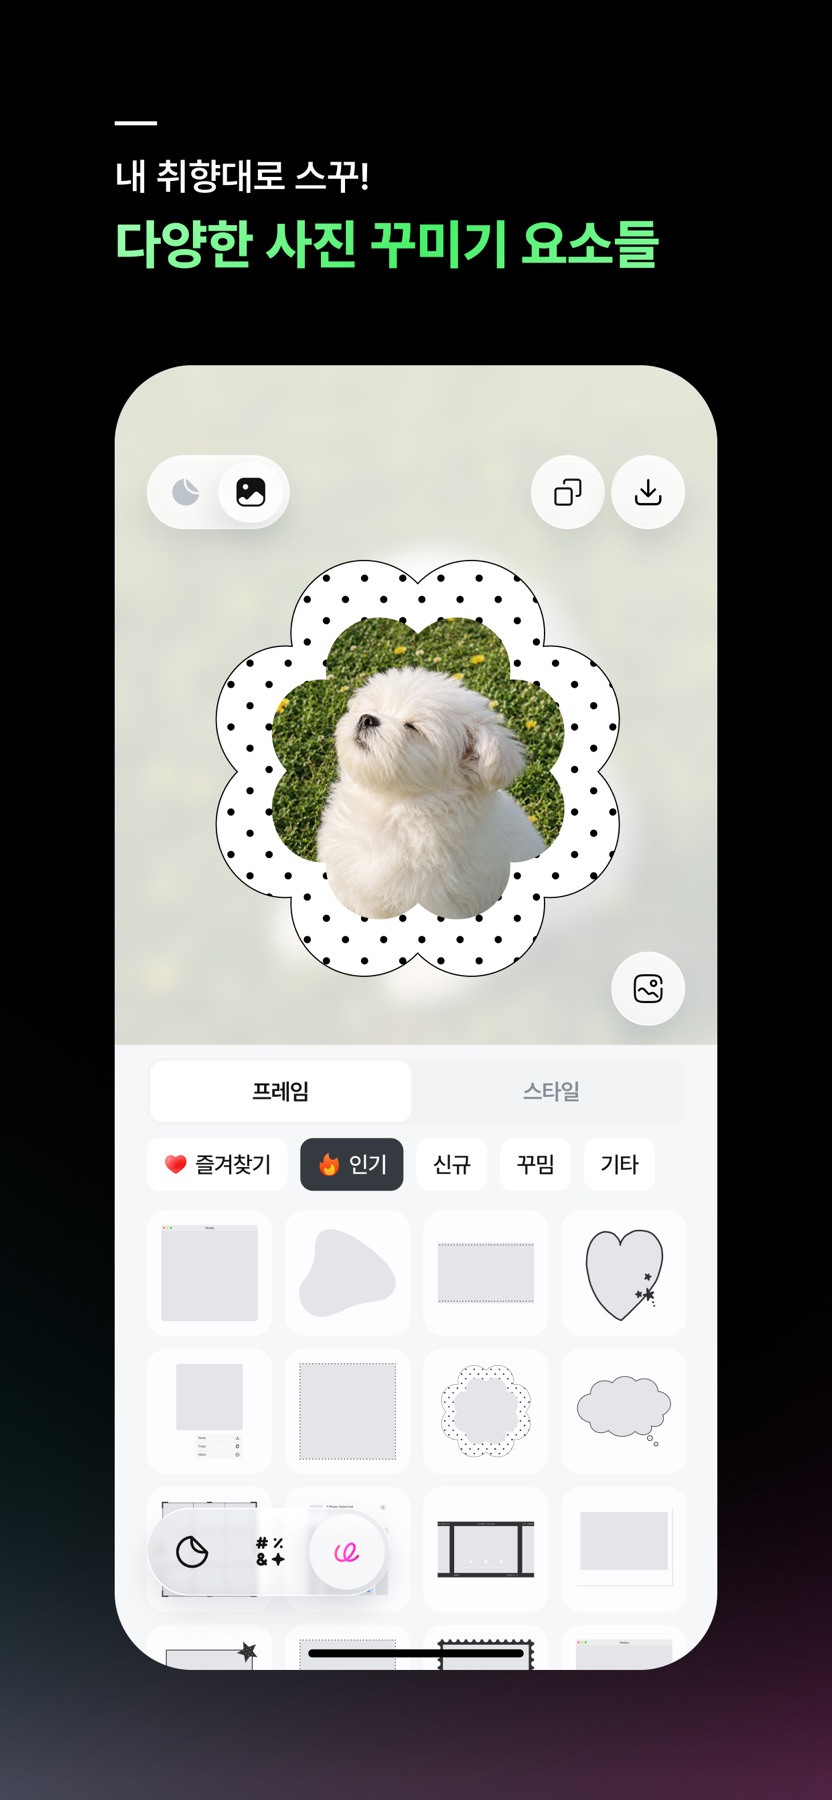 내 취향대로 스꾸!
다양한 사진 꾸미기 요소들
프레임
스타일
즐겨찾기
인기
신규
꾸밈
기타
# ٪
& ✦